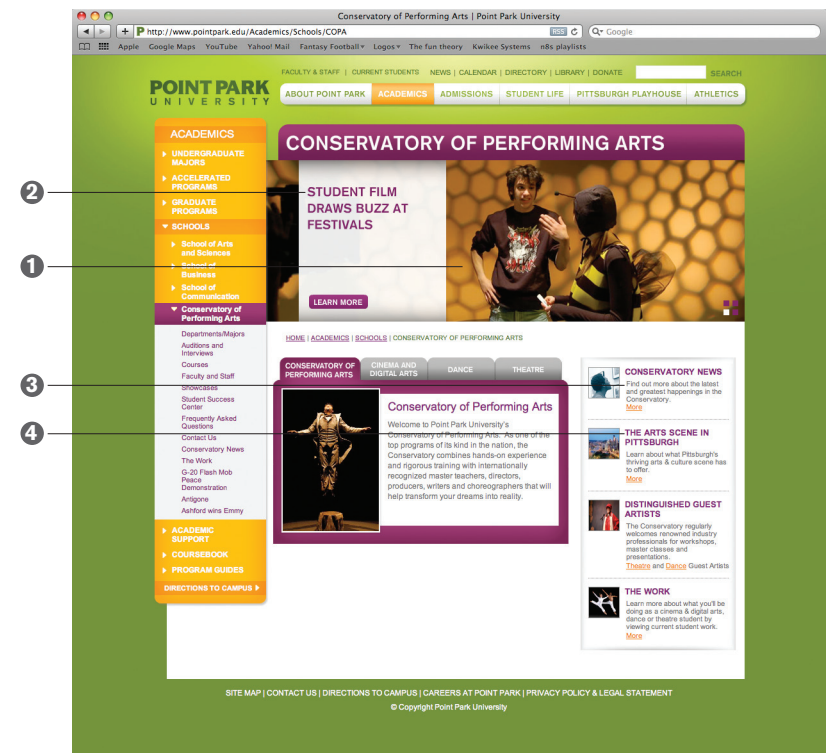 Conservatory of Performing Arts | Point Park University
http://www.pointpark.edu/Academics/Schools/COPA
RSS
Google
Apple Google Maps YouTube Yahoo! Mail Fantasy Football Logos The fun theory Kwikee Systems n8s playlists
FACULTY & STAFF | CURRENT STUDENTS NEWS | CALENDAR | DIRECTORY | LIBRARY | DONATE SEARCH
POINT PARK
UNIVERSITY
ABOUT POINT PARK ACADEMICS ADMISSIONS STUDENT LIFE PITTSBURGH PLAYHOUSE ATHLETICS
ACADEMICS
UNDERGRADUATE
MAJORS
ACCELERATED
PROGRAMS
GRADUATE
PROGRAMS
SCHOOLS
School of Arts
and Sciences
School of
Business
School of
Communication
Conservatory of
Performing Arts
Departments/Majors
Auditions and
Interviews
Courses
Faculty and Staff
Showcases
Student Success
Center
Frequently Asked
Questions
Contact Us
Conservatory News
The Work
G-20 Flash Mob
Peace
Demonstration
Antigone
Ashford wins Emmy
ACADEMIC
SUPPORT
COURSEBOOK
PROGRAM GUIDES
DIRECTIONS TO CAMPUS
CONSERVATORY OF PERFORMING ARTS
2
STUDENT FILM
DRAWS BUZZ AT
FESTIVALS
1
LEARN MORE
HOME | ACADEMICS | SCHOOLS | CONSERVATORY OF PERFORMING ARTS
CONSERVATORY OF
PERFORMING ARTS
CINEMA AND
DIGITAL ARTS
DANCE
THEATRE
3
4
Conservatory of Performing Arts
Welcome to Point Park University's
Conservatory of Performing Arts. As one of the
top programs of its kind in the nation, the
Conservatory combines hands-on experience
and rigorous training with internationally
recognized master teachers, directors,
producers, writers and choreographers that will
help transform your dreams into reality.
CONSERVATORY NEWS
Find out more about the latest
and greatest happenings in the
Conservatory.
More
THE ARTS SCENE IN
PITTSBURGH
Learn about what Pittsburgh's
thriving arts & culture scene has
to offer.
More
DISTINGUISHED GUEST
ARTISTS
The Conservatory regularly
welcomes renowned industry
professionals for workshops,
master classes and
presentations.
Theatre and Dance Guest Artists
THE WORK
Learn more about what you'll be
doing as a cinema & digital arts,
dance or theatre student by
viewing current student work.
More
SITE MAP | CONTACT US | DIRECTIONS TO CAMPUS | CAREERS AT POINT PARK | PRIVACY POLICY & LEGAL STATEMENT
© Copyright Point Park University